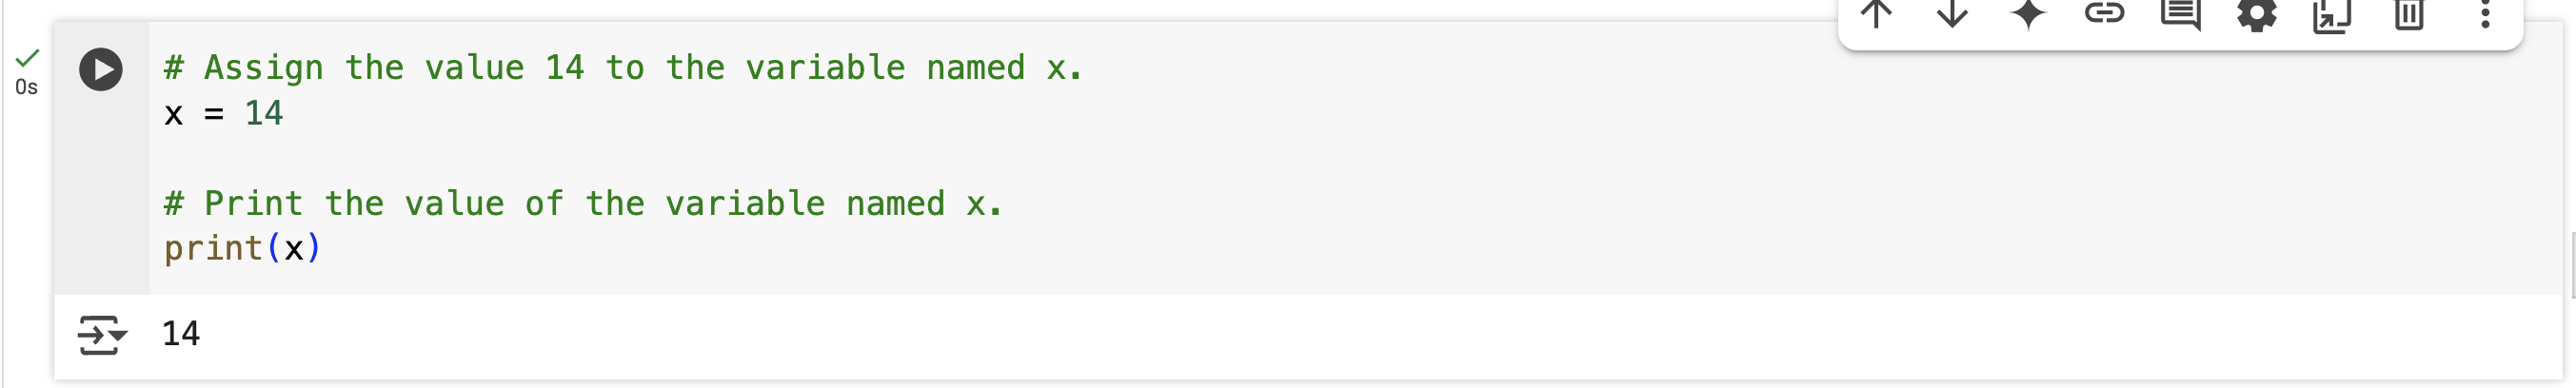 # Assign the value 14 to the variable named x.
0s
x = 14
# Print the value of the variable named x.
print(x)
14